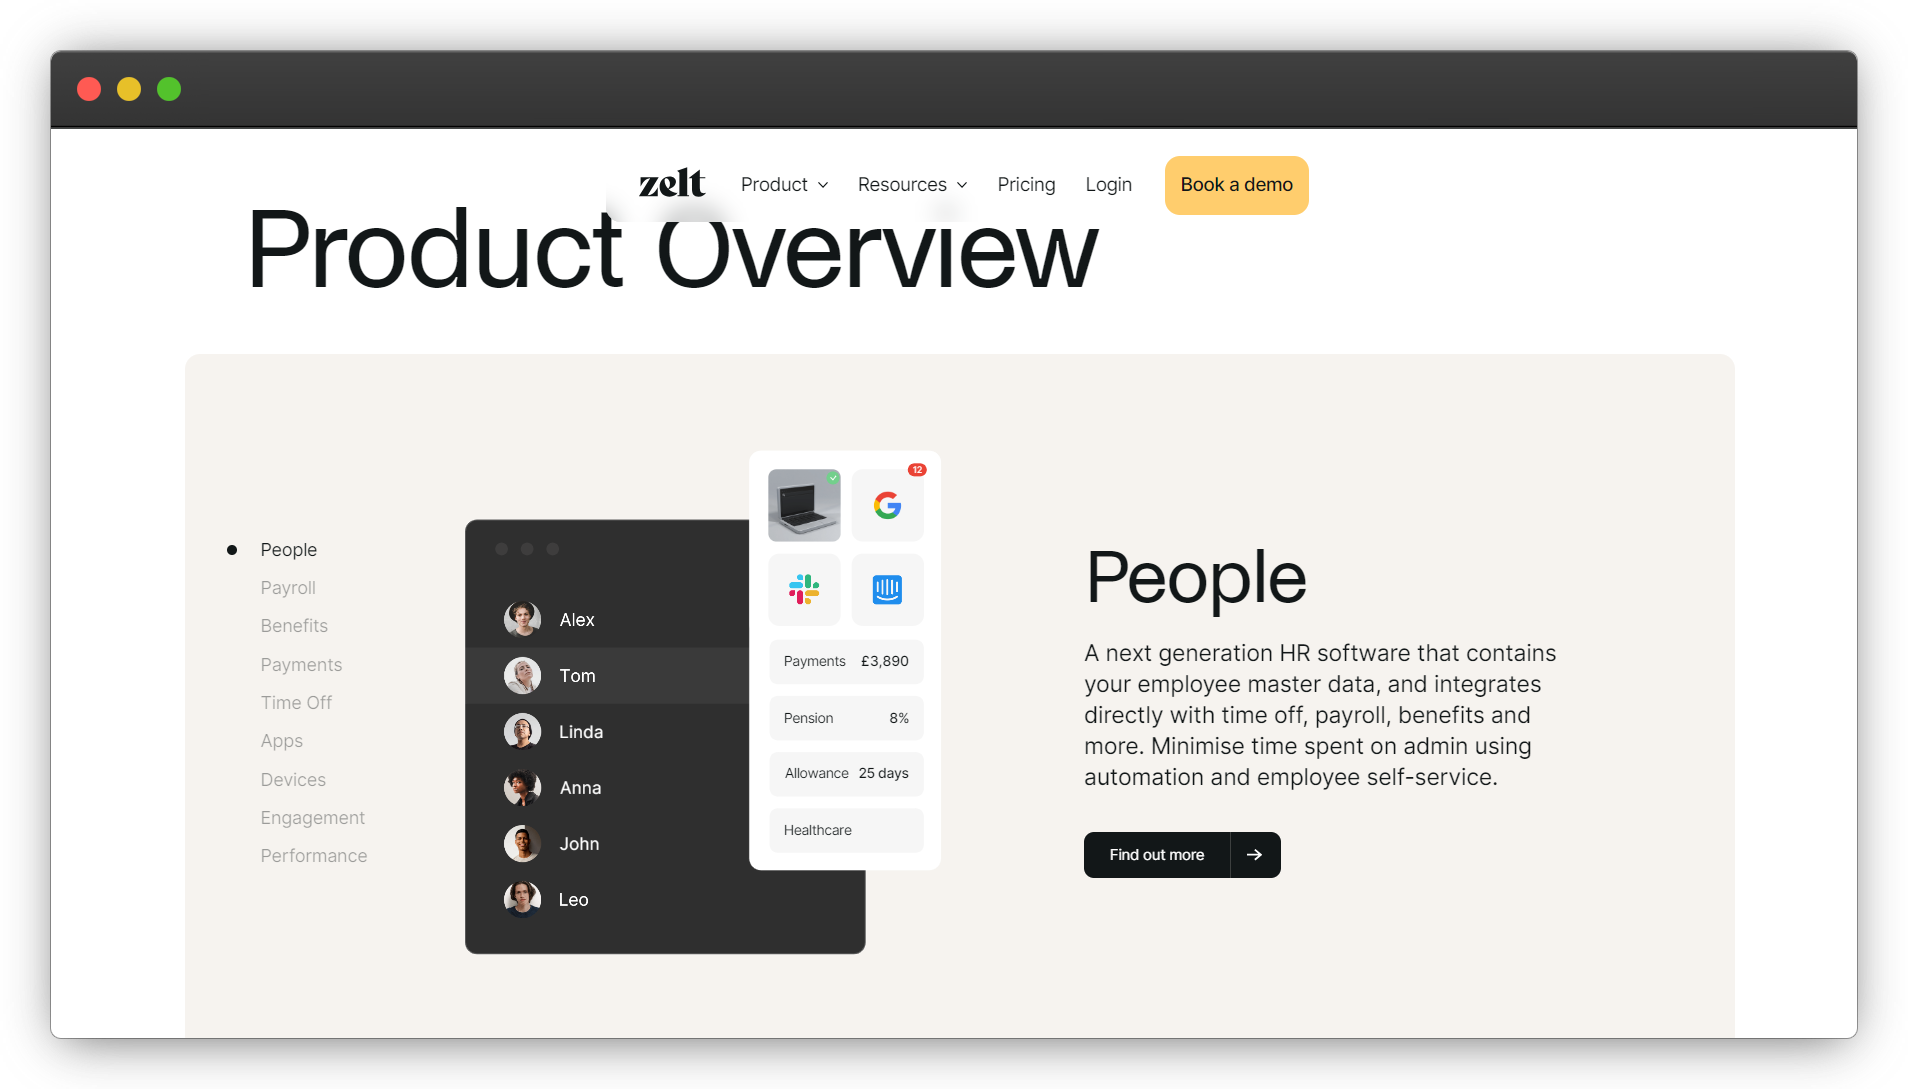 zelt Product Resources Pricing Login Book a demo
Product Overview
People
Payroll
Benefits
Payments
Time Off
Apps
Devices
Engagement
Performance
Alex
Tom
Linda
Anna
John
Leo
12
Payments £3,890
Pension 8%
Allowance 25 days
Healthcare
People
A next generation HR software that contains
your employee master data, and integrates
directly with time off, payroll, benefits and
more. Minimise time spent on admin using
automation and employee self-service.
Find out more